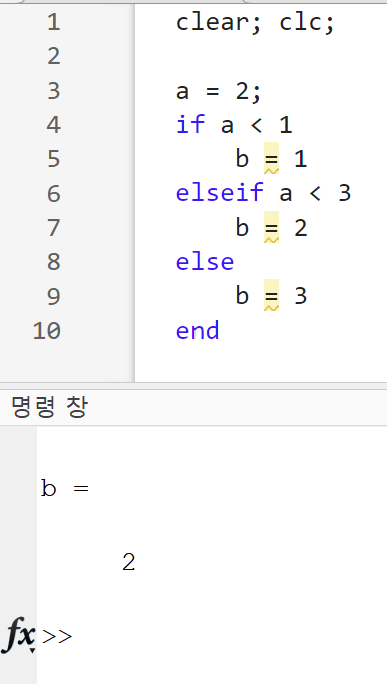 1 clear; clc;
2
3 a = 2;
4 if a < 1
5 b = 1
6 elseif a < 3
7 b = 2
8 else
9 b = 3
10 end
명령 창
b =
2
fx >>